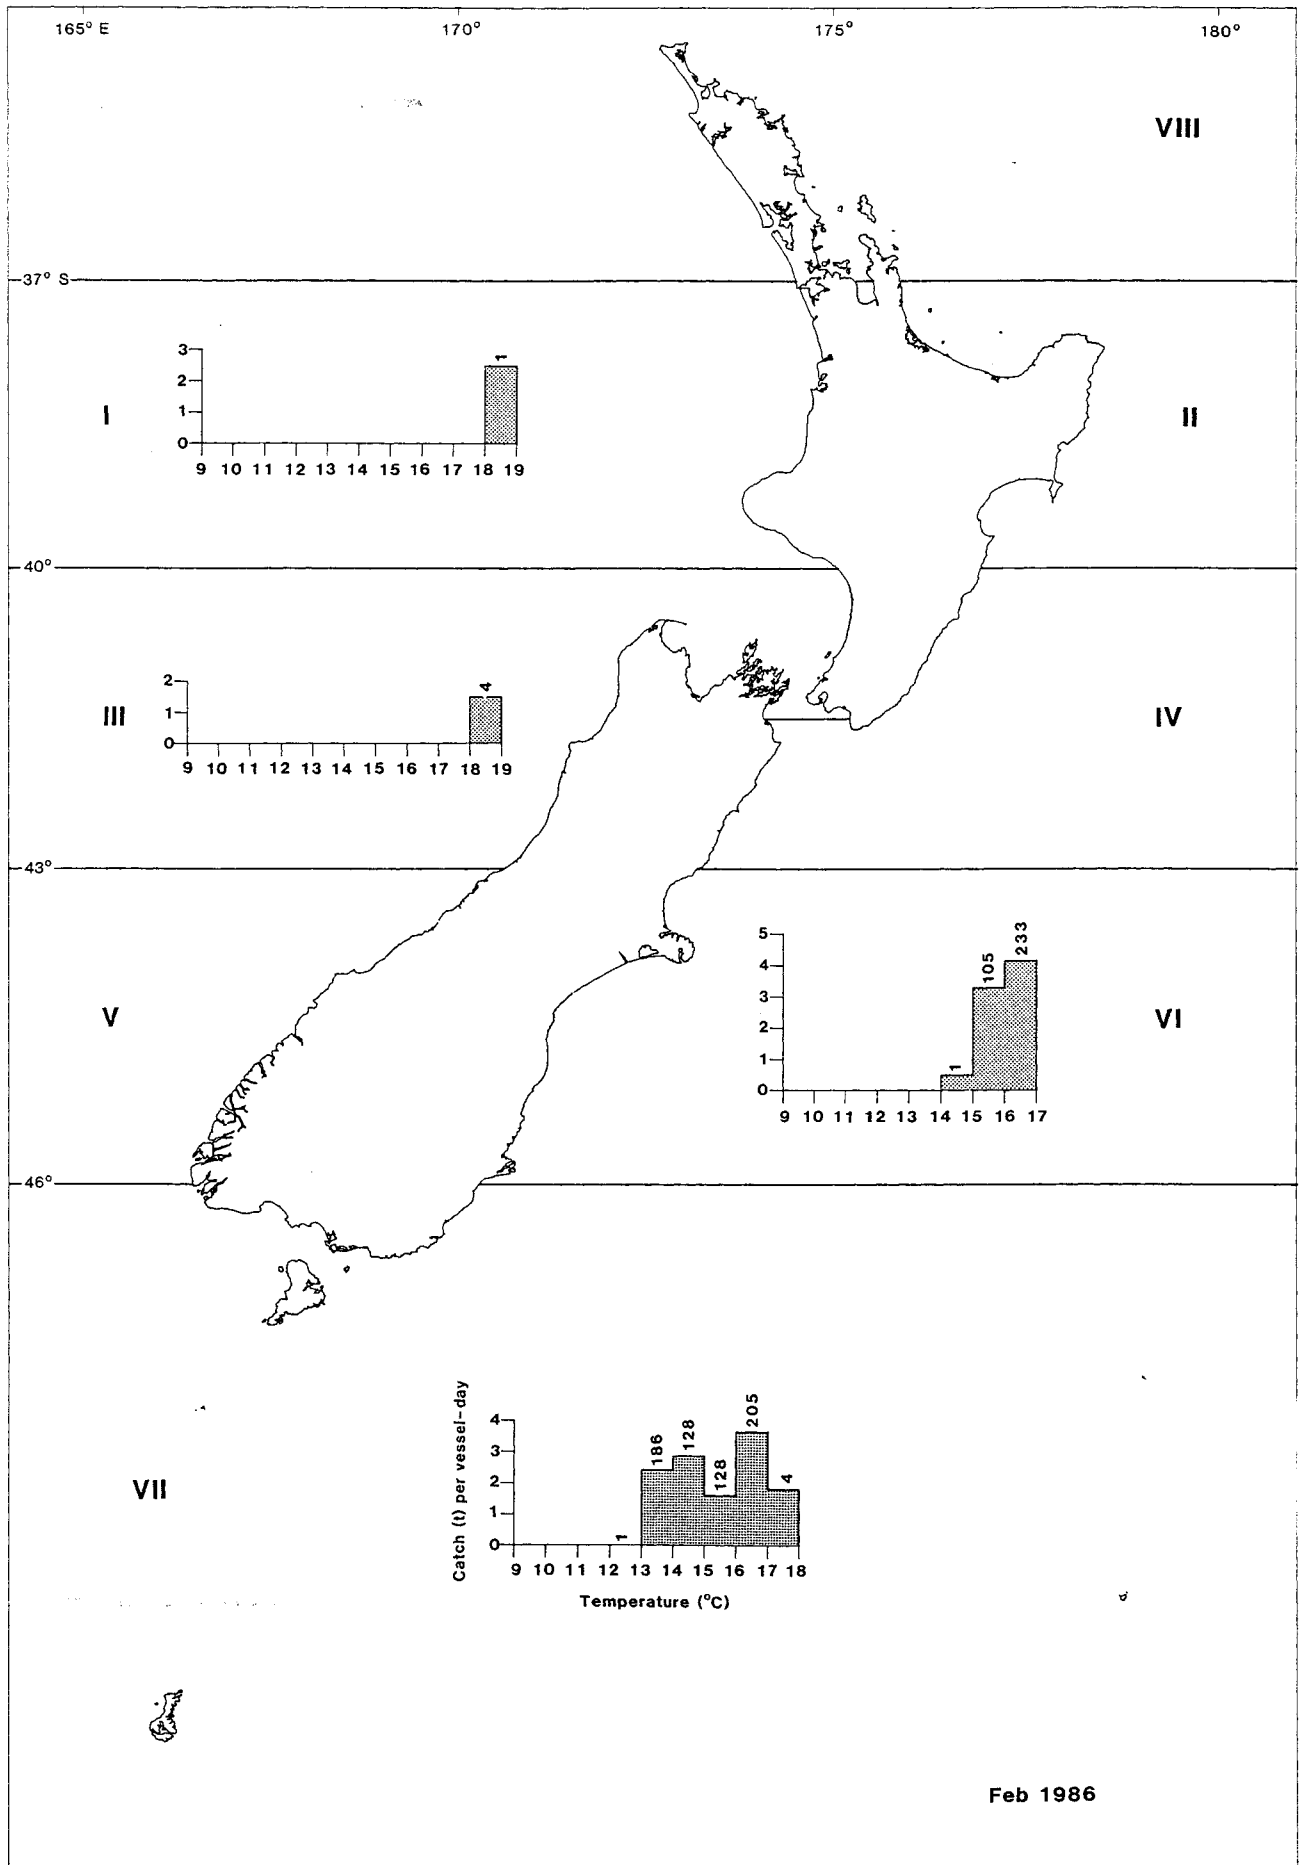 165° E 170° 175° 180°
VIII
37° S
3
2
1
0
1
9 10 11 12 13 14 15 16 17 18 19
I
II
40°
2
1
0
4
9 10 11 12 13 14 15 16 17 18 19
III
IV
43°
5
4
3
2
1
0
1
105
233
9 10 11 12 13 14 15 16 17
V
VI
46°
Catch (t) per vessel-day
4
3
2
1
0
1
186
128
128
205
4
9 10 11 12 13 14 15 16 17 18
Temperature (°C)
VII
Feb 1986